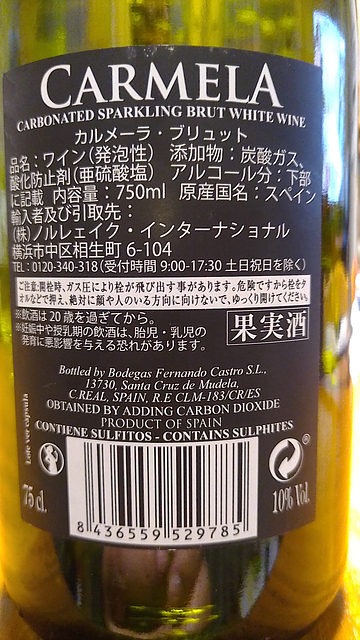 CARMELA
CARBONATED SPARKLING BRUT WHITE WINE
カルメーラ・ブリュット
品名：ワイン（発泡性） 添加物：炭酸ガス、
酸化防止剤（亜硫酸塩） アルコール分：下部
に記載 内容量：750ml 原産国名：スペイン
輸入者及び引取先：
（株）ノルレェイク・インターナショナル
横浜市中区相生町 6-104
TEL：0120-340-318（受付時間 9:00-17:30 土日祝日を除く）
ご注意:開栓時、ガス圧により栓が飛び出す事があります。危険ですから栓をタ
オルなどで押え、絶対に顔や人のいる方向に向けないで、ゆっくり開けてください。
※飲酒は 20 歳を過ぎてから。
※妊娠中や授乳期の飲酒は、胎児・乳児の
発育に悪影響を与える恐れがあります。
果実酒
Bottled by Bodegas Fernando Castro S.L.,
13730, Santa Cruz de Mudela,
C.REAL, SPAIN, R.E CLM-183/CR/ES
OBTAINED BY ADDING CARBON DIOXIDE
PRODUCT OF SPAIN
CONTIENE SULFITOS - CONTAINS SULPHITES
Lote ver cápsula
75 cl.
8 436559 529785
10% Vol.